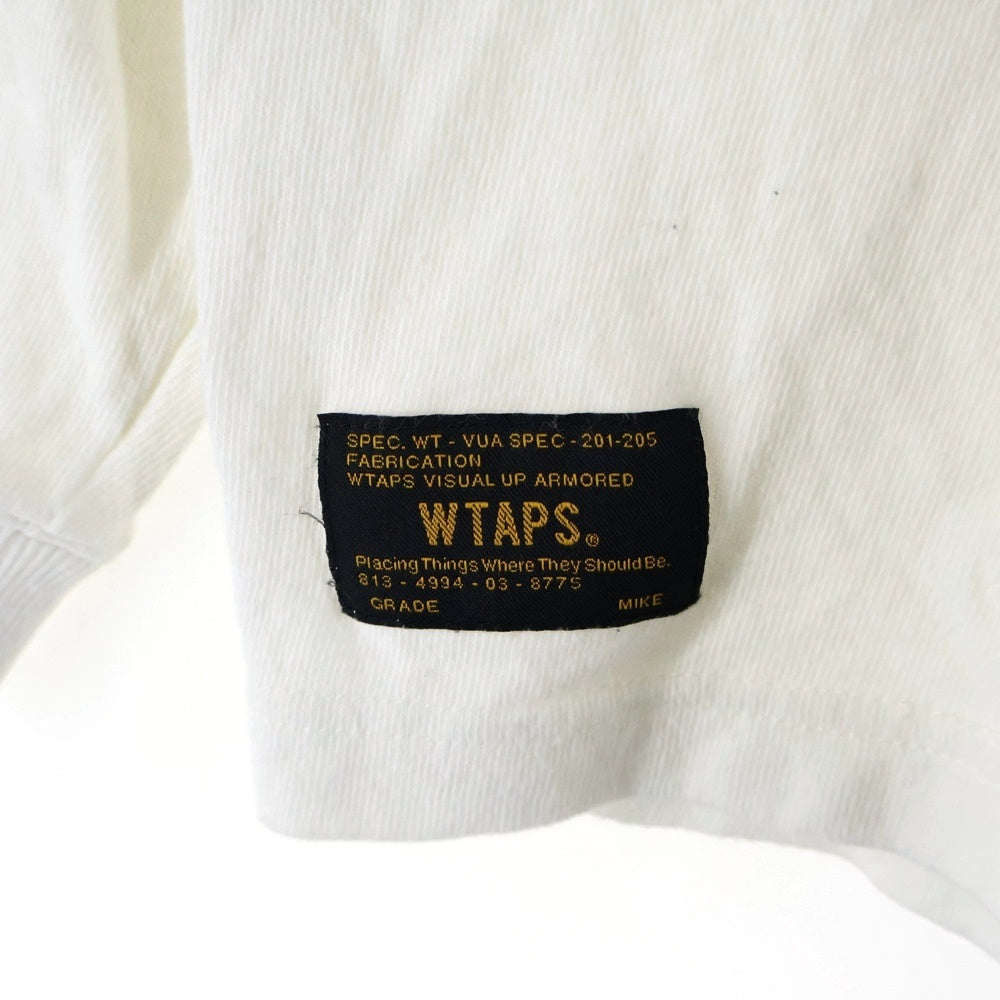 SPEC. WT - VUA SPEC - 201-205
FABRICATION
WTAPS VISUAL UP ARMORED
WTAPS.®
Placing Things Where They Should Be.
813 - 4994 - 03 - 8775
GRADE MIKE